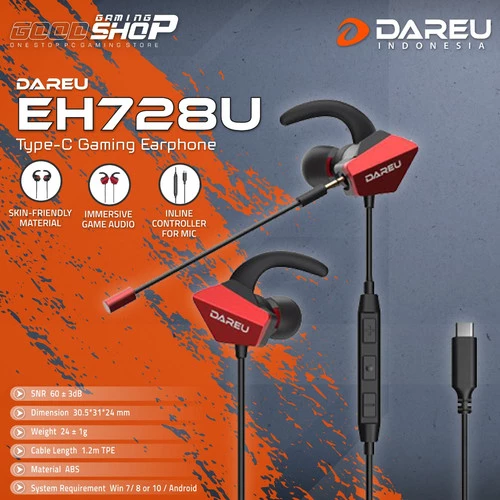 GAMING
GOOD SHOP
ONE STOP PC GAMING STORE
DAREU
INDONESIA
DAREU
EH728U
Type-C Gaming Earphone
SKIN-FRIENDLY
MATERIAL
IMMERSIVE
GAME AUDIO
INLINE
CONTROLLER
FOR MIC
DAREU
DAREU
SNR 60 ± 3dB
Dimension 30.5*31*24 mm
Weight 24 ± 1g
Cable Length 1.2m TPE
Material ABS
System Requirement Win 7/ 8 or 10 / Android